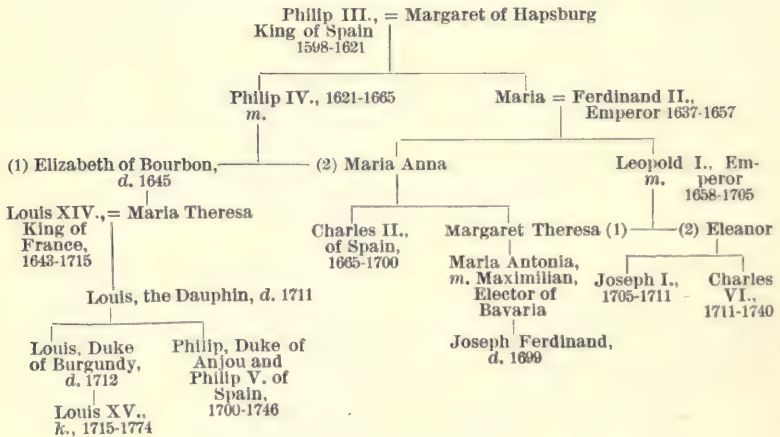 Philip III., = Margaret of Hapsburg
King of Spain
1598-1621
Philip IV., 1621-1665
m.
Maria = Ferdinand II.,
Emperor 1637-1657
(1) Elizabeth of Bourbon,
d. 1645
(2) Maria Anna
Leopold I., Em-
m. peror
1658-1705
Louis XIV., = Maria Theresa
King of
France,
1643-1715
Charles II.,
of Spain,
1665-1700
Margaret Theresa (1)
(2) Eleanor
Maria Antonia,
m. Maximilian,
Elector of
Bavaria
Joseph I.,
1705-1711
Charles
VI.,
1711-1740
Louis, the Dauphin, d. 1711
Joseph Ferdinand,
d. 1699
Louis, Duke
of Burgundy,
d. 1712
Philip, Duke of
Anjou and
Philip V. of
Spain,
1700-1746
Louis XV.,
k., 1715-1774